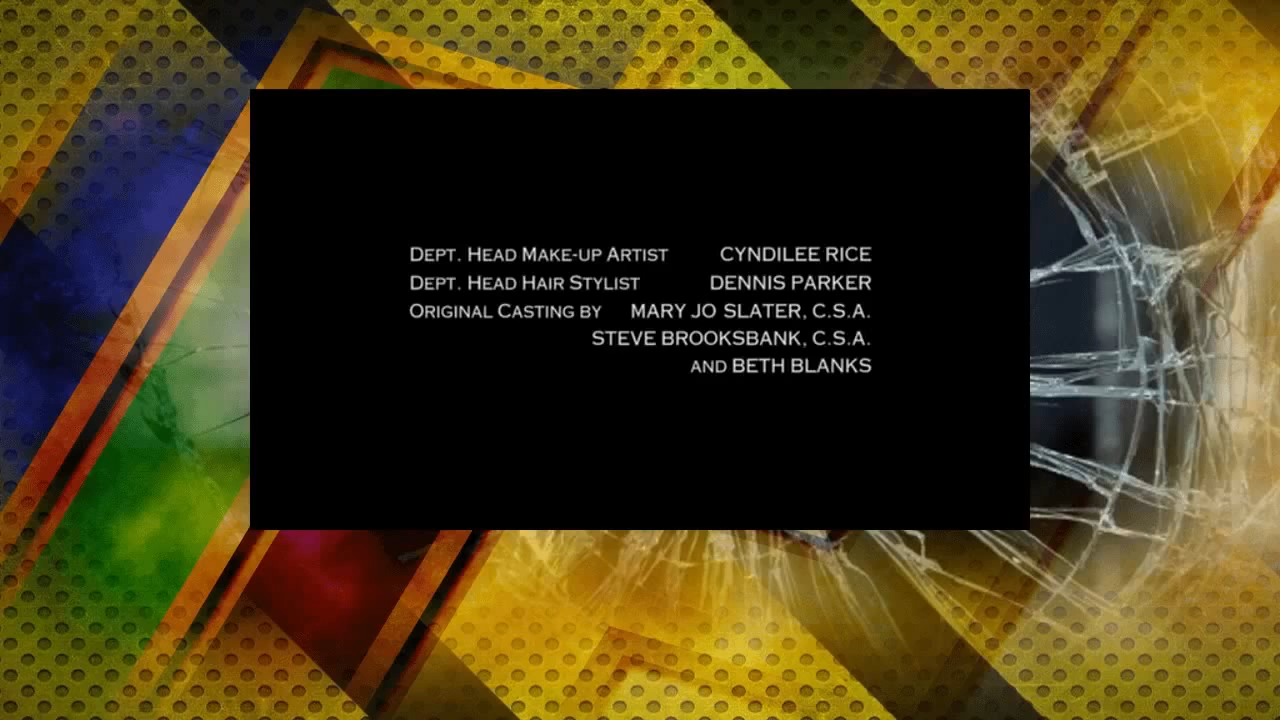 Dept. Head Make-up Artist CYNDILEE RICE
Dept. Head Hair Stylist DENNIS PARKER
Original Casting by MARY JO SLATER, C.S.A.
STEVE BROOKSBANK, C.S.A.
and BETH BLANKS